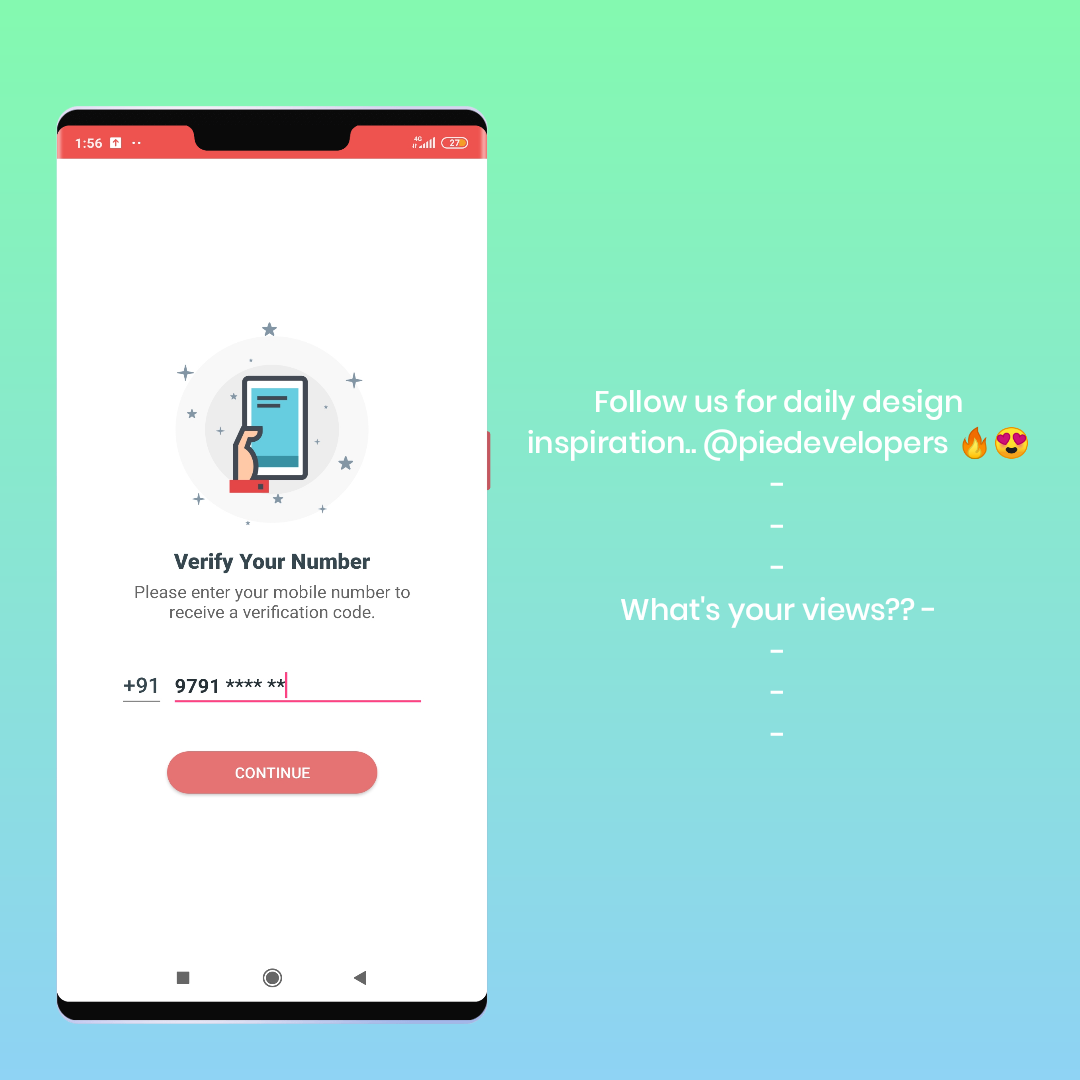 1:56
4G
27
Verify Your Number
Please enter your mobile number to
receive a verification code.
+91 9791 **** **
CONTINUE
Follow us for daily design
inspiration.. @piedevelopers 🔥😍
-
-
-
What's your views?? -
-
-
-